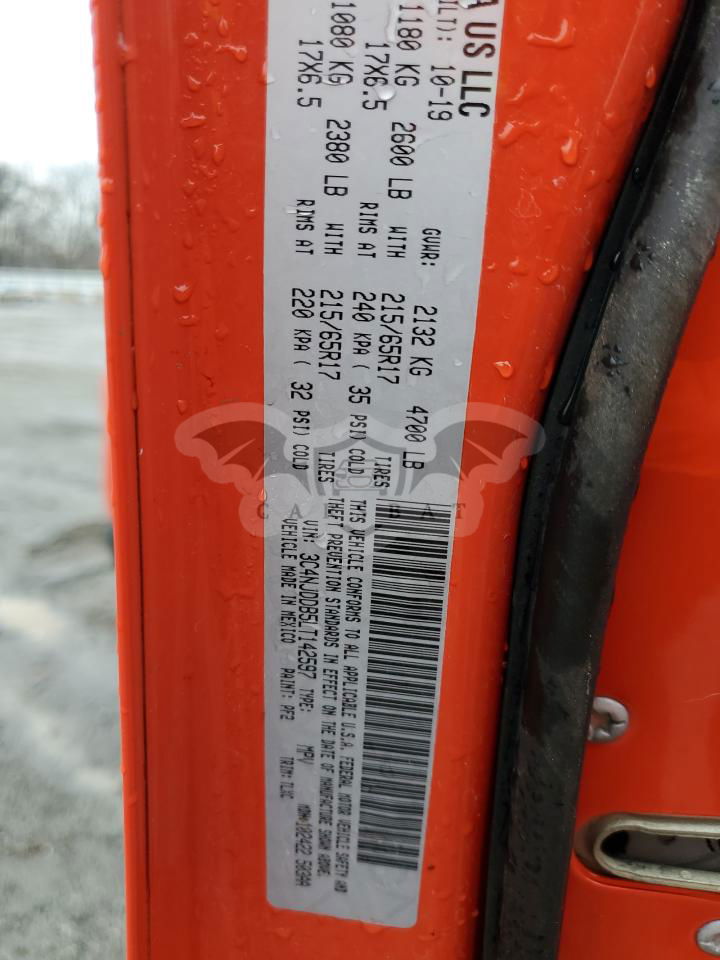 A US LLC
ILT): 10-19 GVWR: 2132 KG 4700 LB
1180 KG 2600 LB WITH 215/65R17 TIRES
17X6.5 RIMS AT 240 KPA ( 35 PSI) COLD
1080 KG 2380 LB WITH 215/65R17 TIRES
17X6.5 RIMS AT 220 KPA ( 32 PSI) COLD
THIS VEHICLE CONFORMS TO ALL APPLICABLE U.S.A. FEDERAL MOTOR VEHICLE SAFETY AND
THEFT PREVENTION STANDARDS IN EFFECT ON THE DATE OF MANUFACTURE SHOWN ABOVE.
VIN: 3C4NJDDB5LT142597 TYPE: MPV MDH: 102422 503AA
VEHICLE MADE IN MEXICO PAINT: PF2 TRIM:
CARBAT